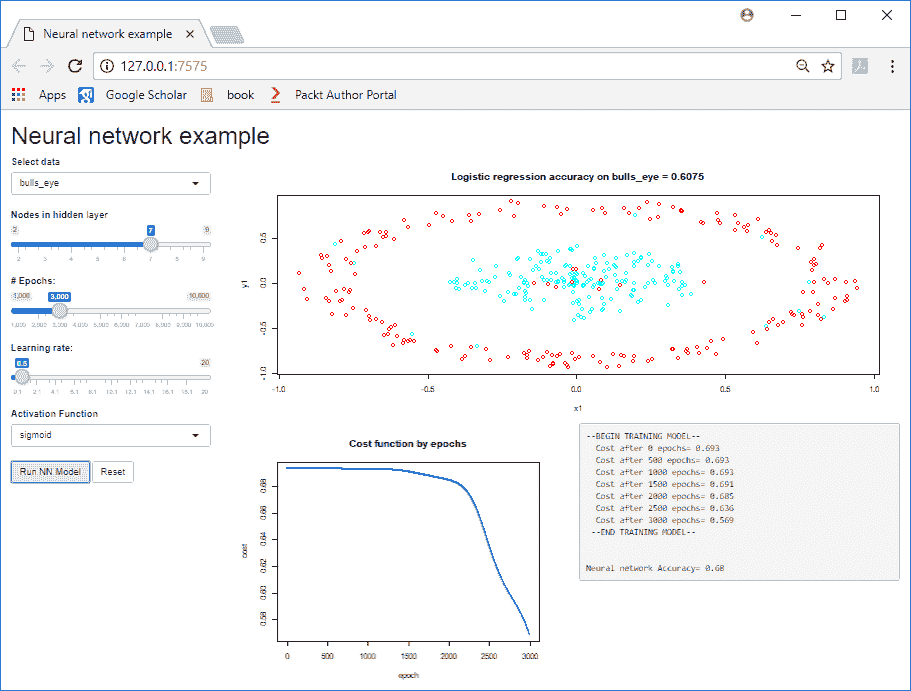 Neural network example
127.0.0.1:7575
Apps Google Scholar book Packt Author Portal
Neural network example
Select data
bulls_eye
Nodes in hidden layer
2 7 9
2 3 4 5 6 7 8 9
# Epochs:
1,000 3,000 10,000
1,000 2,000 3,000 4,000 5,000 6,000 7,000 8,000 9,000 10,000
Learning rate:
0.5 20
0.1 2.1 4.1 5.1 8.1 10.1 12.1 14.1 16.1 18.1 20
Activation Function
sigmoid
Run NN Model Reset
Logistic regression accuracy on bulls_eye = 0.6075
y1
0.5
0.0
-0.5
-1.0
-1.0 -0.5 0.0 0.5 1.0
x1
Cost function by epochs
cost
0.68
0.66
0.64
0.62
0.60
0.58
0 500 1000 1500 2000 2500 3000
epoch
--BEGIN TRAINING MODEL--
Cost after 0 epochs= 0.693
Cost after 500 epochs= 0.693
Cost after 1000 epochs= 0.693
Cost after 1500 epochs= 0.691
Cost after 2000 epochs= 0.685
Cost after 2500 epochs= 0.636
Cost after 3000 epochs= 0.569
--END TRAINING MODEL--
Neural network Accuracy= 0.68